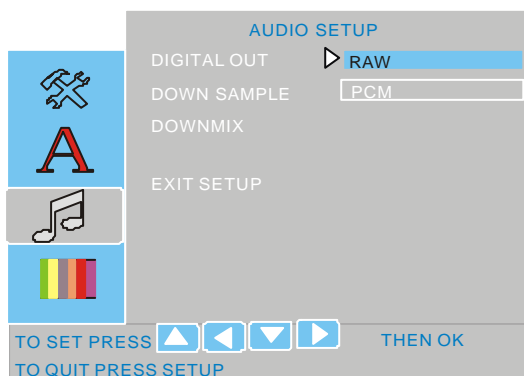 AUDIO SETUP
DIGITAL OUT RAW
DOWN SAMPLE PCM
DOWNMIX
EXIT SETUP
A
TO SET PRESS THEN OK
TO QUIT PRESS SETUP